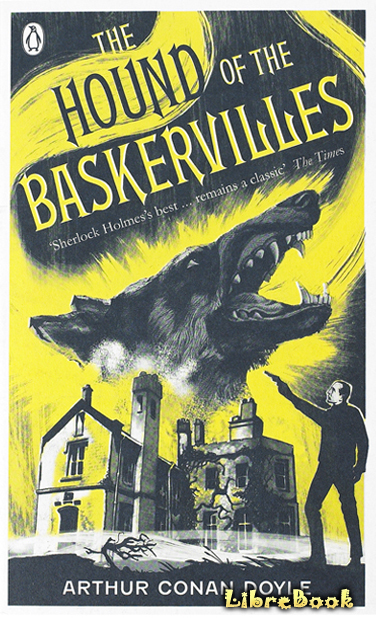 THE
HOUND OF THE
BASKERVILLES
'Sherlock Holmes's best ... remains a classic' The Times
ARTHUR CONAN DOYLE
LibreBook